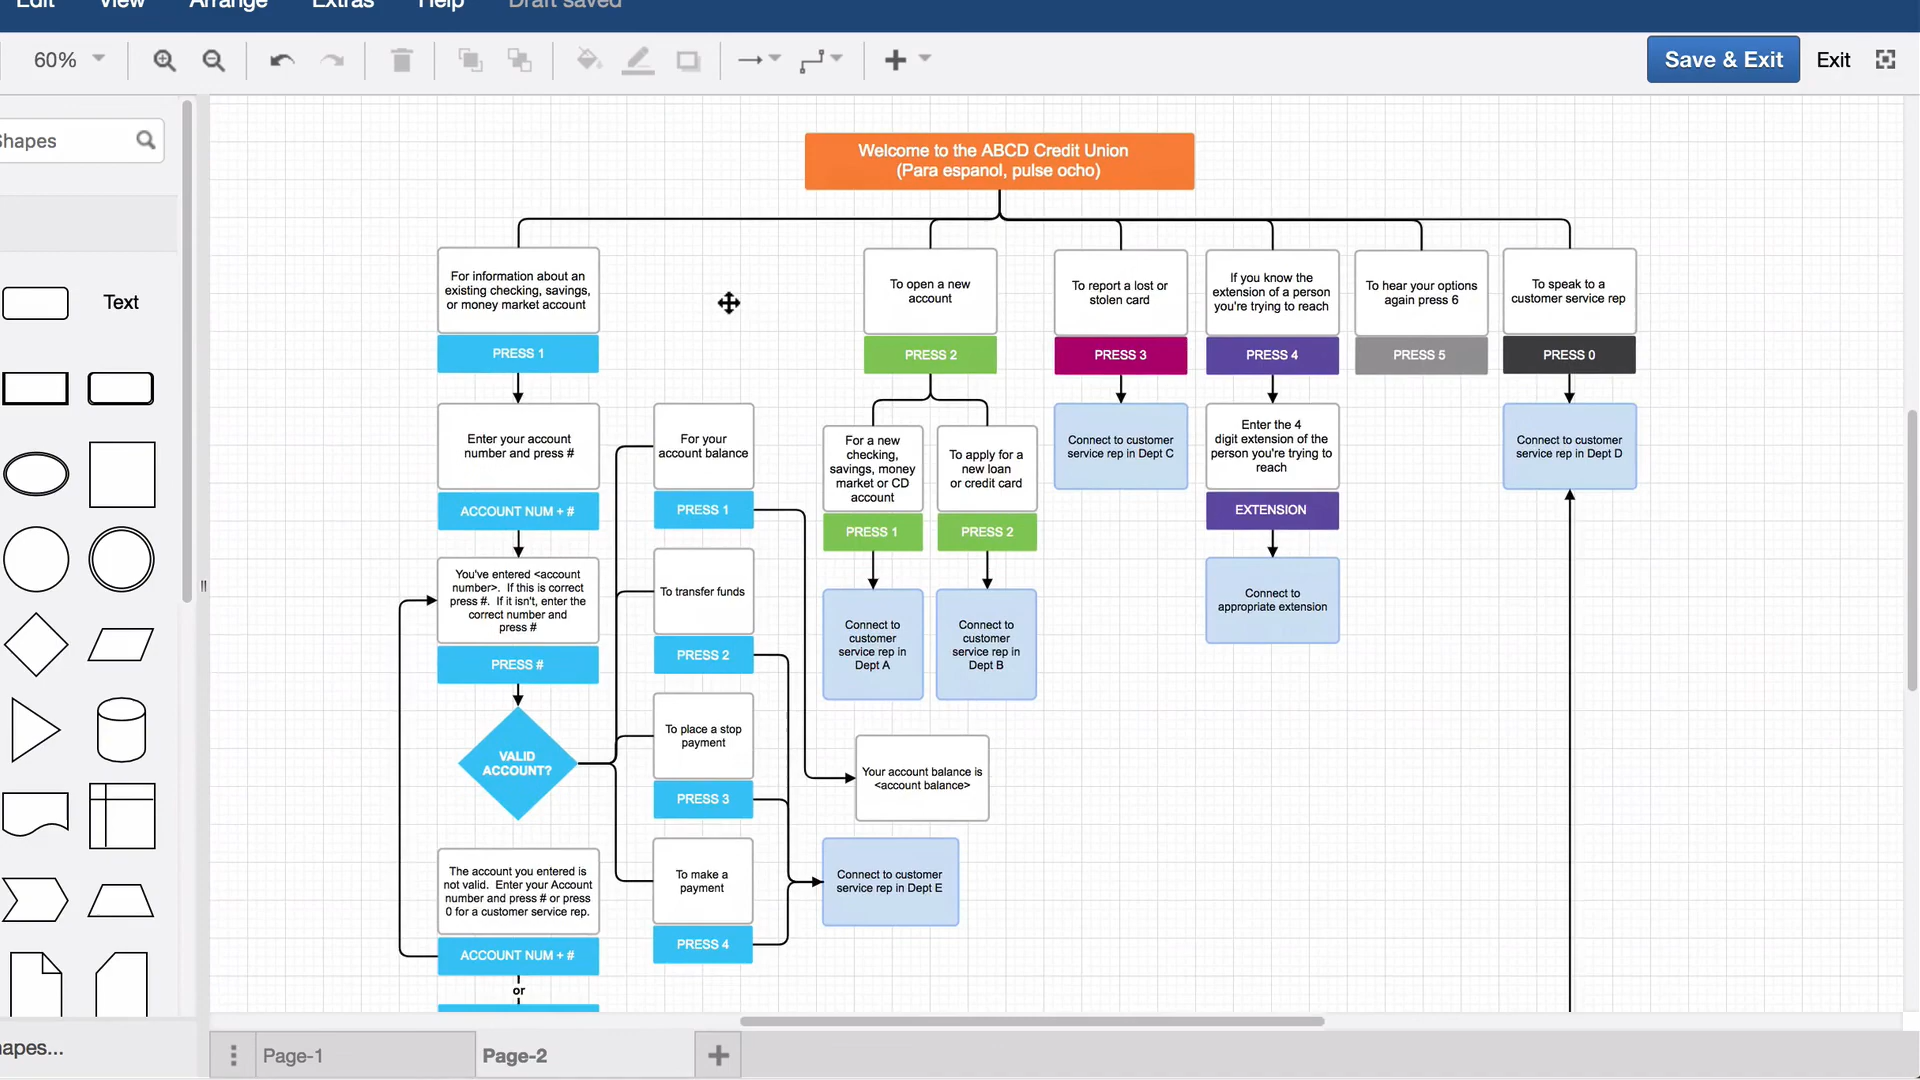 Edit View Arrange Extras Help Draft saved
60%
Save & Exit Exit
Shapes
Text
Welcome to the ABCD Credit Union
(Para espanol, pulse ocho)
For information about an
existing checking, savings,
or money market account
PRESS 1
To open a new
account
PRESS 2
To report a lost or
stolen card
PRESS 3
If you know the
extension of a person
you're trying to reach
PRESS 4
To hear your options
again press 6
PRESS 5
To speak to a
customer service rep
PRESS 0
Enter your account
number and press #
ACCOUNT NUM + #
For your
account balance
PRESS 1
For a new
checking,
savings, money
market or CD
account
PRESS 1
To apply for a
new loan
or credit card
PRESS 2
Connect to customer
service rep in Dept C
Enter the 4
digit extension of the
person you're trying to
reach
EXTENSION
Connect to customer
service rep in Dept D
You've entered <account
number>. If this is correct
press #. If it isn't, enter the
correct number and
press #
PRESS #
To transfer funds
PRESS 2
Connect to
customer
service rep in
Dept A
Connect to
customer
service rep in
Dept B
Connect to
appropriate extension
VALID
ACCOUNT?
To place a stop
payment
PRESS 3
Your account balance is
<account balance>
The account you entered is
not valid. Enter your Account
number and press # or press
0 for a customer service rep.
ACCOUNT NUM + #
or
To make a
payment
PRESS 4
Connect to customer
service rep in Dept E
apes...
Page-1 Page-2